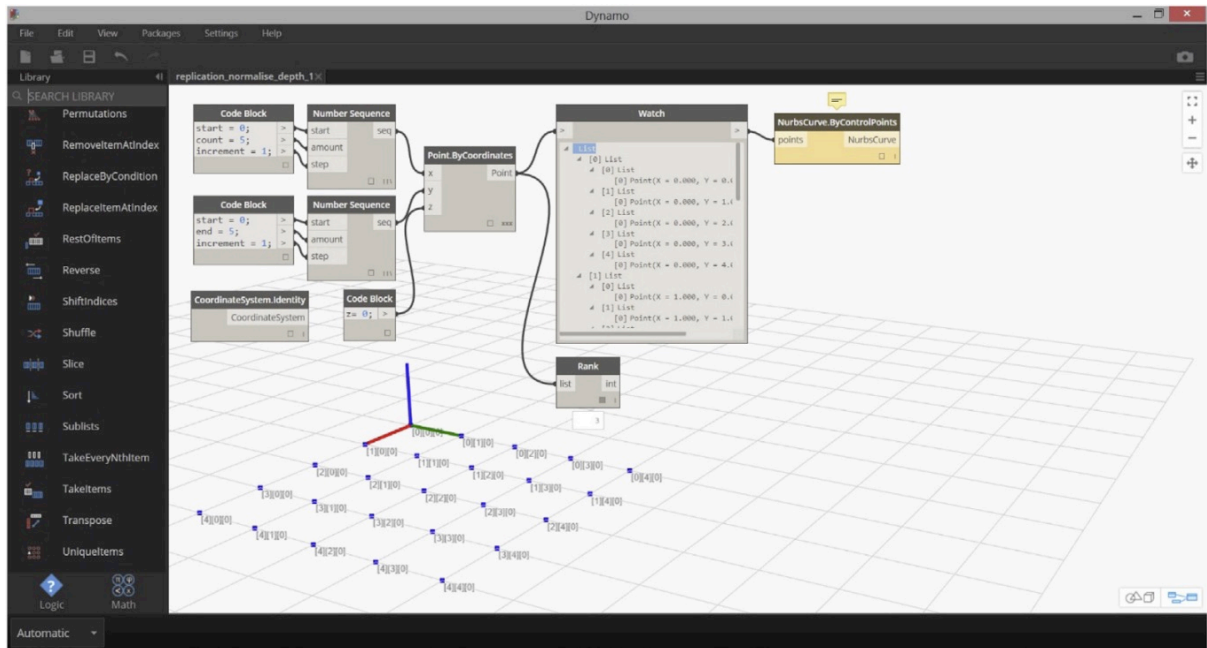 Dynamo
File Edit View Packages Settings Help
Library
replication_normalise_depth_1
SEARCH LIBRARY
Permutations
RemoveItemAtIndex
ReplaceByCondition
ReplaceItemAtIndex
RestOfItems
Reverse
ShiftIndices
Shuffle
Slice
Sort
Sublists
TakeEveryNthItem
TakeItems
Transpose
UniqueItems
Logic Math
Automatic
Code Block
start = 0; >
count = 5; >
increment = 1; >
Number Sequence
start seq
amount
step
Code Block
start = 0; >
end = 5; >
increment = 1; >
Number Sequence
start seq
amount
step
CoordinateSystem.Identity
CoordinateSystem
Code Block
z= 0; >
Point.ByCoordinates
x Point
y
z
Watch
> >
List
[0] List
[0] List
[0] Point(X = 0.000, Y = 0.
[1] List
[0] Point(X = 0.000, Y = 1.
[2] List
[0] Point(X = 0.000, Y = 2.
[3] List
[0] Point(X = 0.000, Y = 3.
[4] List
[0] Point(X = 0.000, Y = 4.
[1] List
[0] List
[0] Point(X = 1.000, Y = 0.
[1] List
[0] Point(X = 1.000, Y = 1.
Rank
list int
3
NurbsCurve.ByControlPoints
points NurbsCurve
[0][0][0]
[0][1][0]
[0][2][0]
[0][3][0]
[0][4][0]
[1][0][0]
[1][1][0]
[1][2][0]
[1][3][0]
[1][4][0]
[2][0][0]
[2][1][0]
[2][2][0]
[2][3][0]
[2][4][0]
[3][0][0]
[3][1][0]
[3][2][0]
[3][3][0]
[3][4][0]
[4][0][0]
[4][1][0]
[4][2][0]
[4][3][0]
[4][4][0]